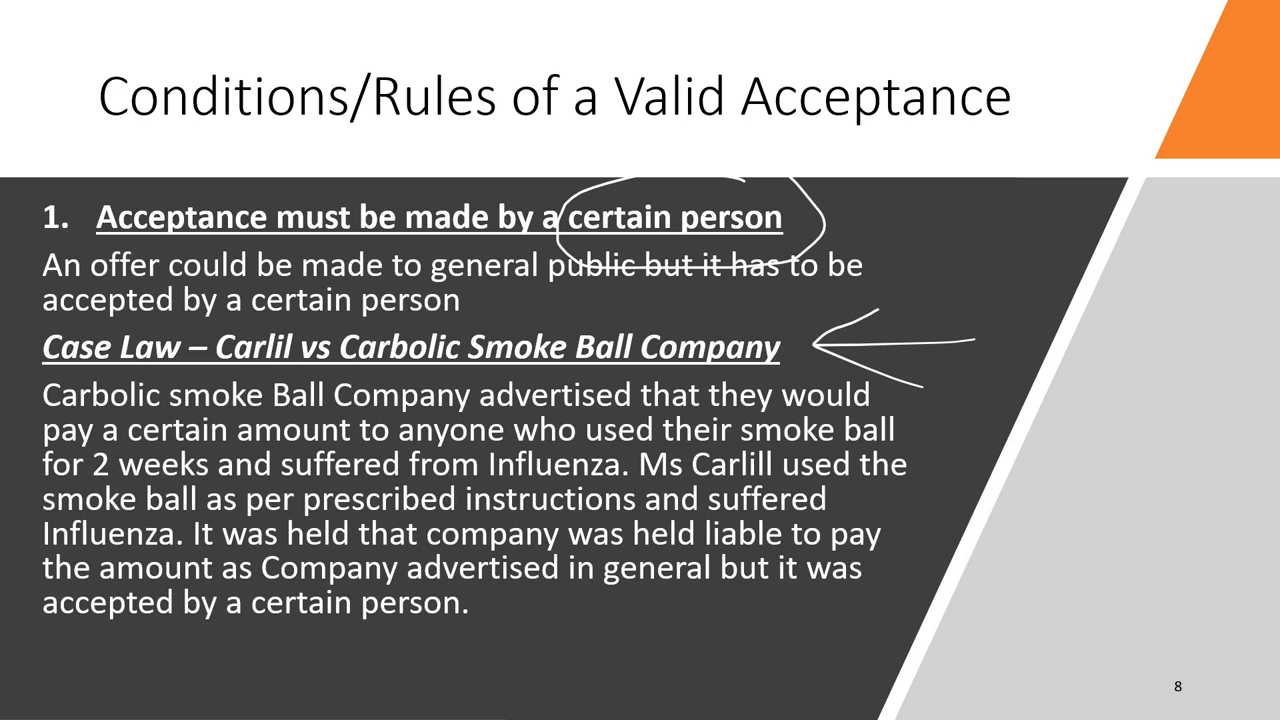 Conditions/Rules of a Valid Acceptance
1. Acceptance must be made by a certain person
An offer could be made to general public but it has to be
accepted by a certain person
Case Law – Carlil vs Carbolic Smoke Ball Company
Carbolic smoke Ball Company advertised that they would
pay a certain amount to anyone who used their smoke ball
for 2 weeks and suffered from Influenza. Ms Carlill used the
smoke ball as per prescribed instructions and suffered
Influenza. It was held that company was held liable to pay
the amount as Company advertised in general but it was
accepted by a certain person.
8